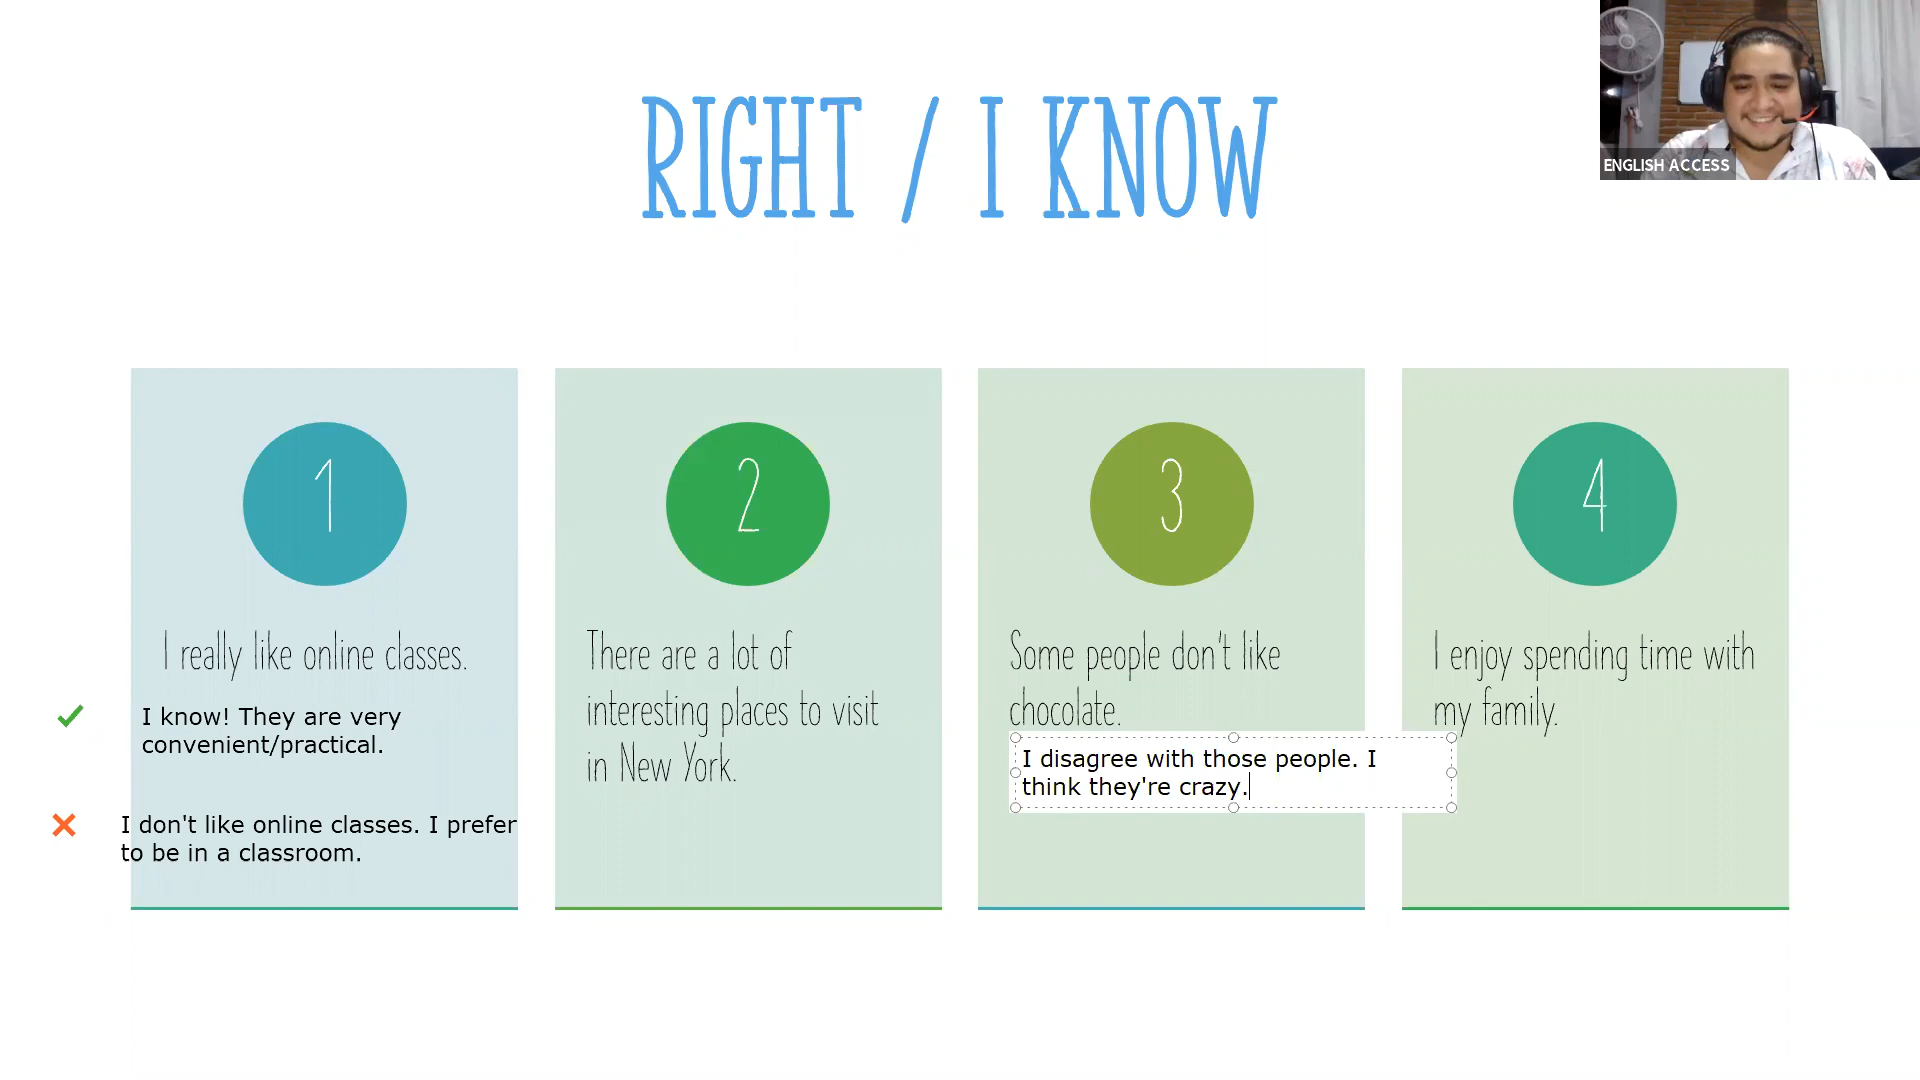 RIGHT / I KNOW
ENGLISH ACCESS
1
I really like online classes.
I know! They are very
convenient/practical.
I don't like online classes. I prefer
to be in a classroom.
2
There are a lot of
interesting places to visit
in New York.
3
Some people don't like
chocolate.
I disagree with those people. I
think they're crazy.
4
I enjoy spending time with
my family.